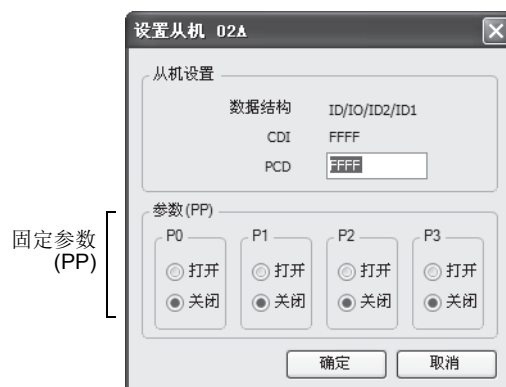 设置从机 02A
从机设置
数据结构 ID/IO/ID2/ID1
CDI FFFF
PCD FFFF
固定参数
(PP)
参数(PP)
P0 P1 P2 P3
打开 打开 打开 打开
关闭 关闭 关闭 关闭
确定 取消